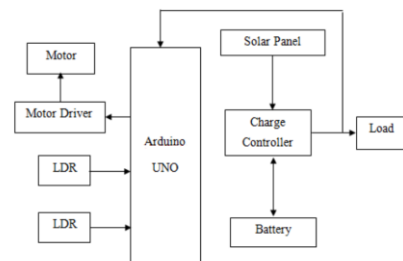 Solar Panel
Motor
Motor Driver
Arduino
UNO
Charge
Controller
Load
LDR
LDR
Battery